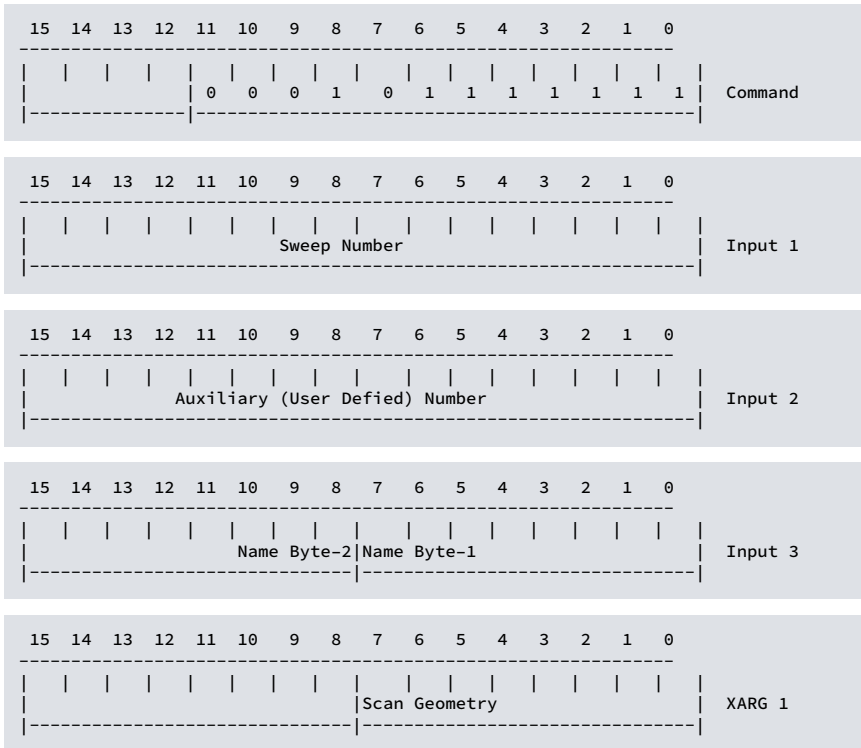 15 14 13 12 11 10 9 8 7 6 5 4 3 2 1 0
-----------------------------------------------------------------
| | | | | | | | | | | | | | | | |
| | 0 0 0 1 0 1 1 1 1 1 1 1 | Command
|---------------|------------------------------------------------|
15 14 13 12 11 10 9 8 7 6 5 4 3 2 1 0
-----------------------------------------------------------------
| | | | | | | | | | | | | | | | |
| Sweep Number | Input 1
|----------------------------------------------------------------|
15 14 13 12 11 10 9 8 7 6 5 4 3 2 1 0
-----------------------------------------------------------------
| | | | | | | | | | | | | | | | |
| Auxiliary (User Defied) Number | Input 2
|----------------------------------------------------------------|
15 14 13 12 11 10 9 8 7 6 5 4 3 2 1 0
-----------------------------------------------------------------
| | | | | | | | | | | | | | | | |
| Name Byte-2|Name Byte-1 | Input 3
|-------------------------------|--------------------------------|
15 14 13 12 11 10 9 8 7 6 5 4 3 2 1 0
-----------------------------------------------------------------
| | | | | | | | | | | | | | | | |
| |Scan Geometry | XARG 1
|-------------------------------|--------------------------------|